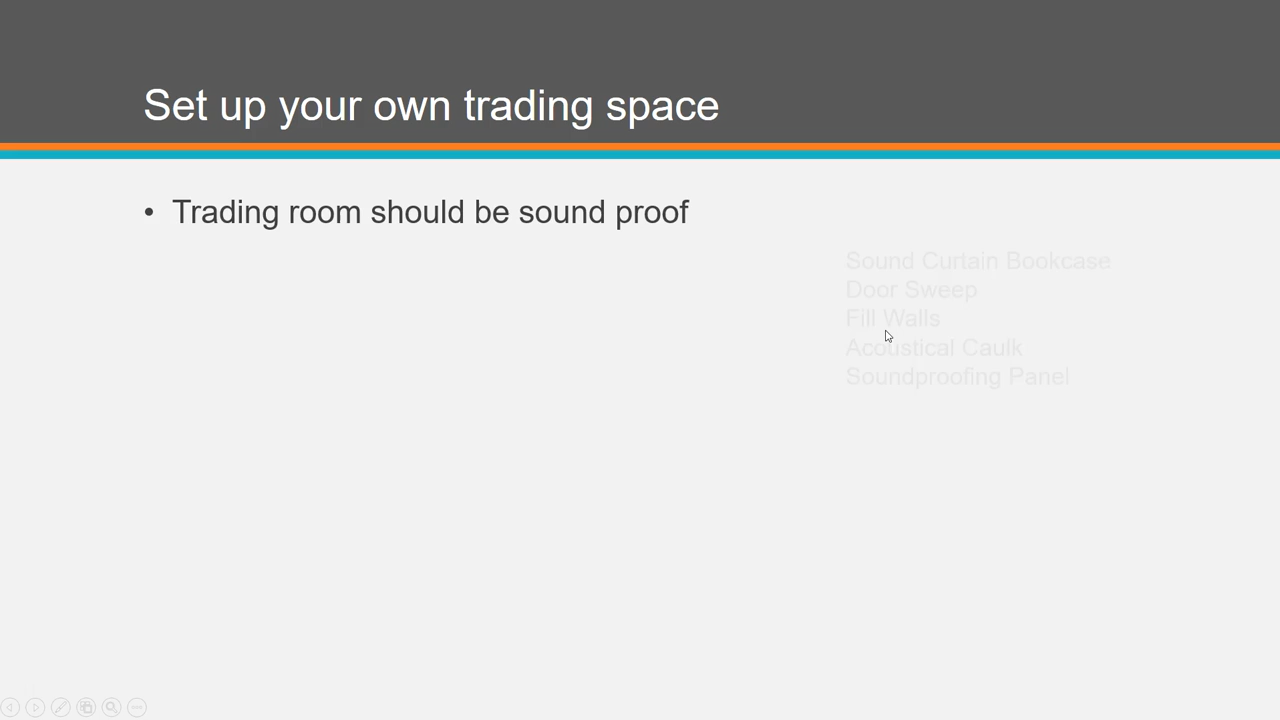 Set up your own trading space
• Trading room should be sound proof
Sound Curtain Bookcase
Door Sweep
Fill Walls
Acoustical Caulk
Soundproofing Panel